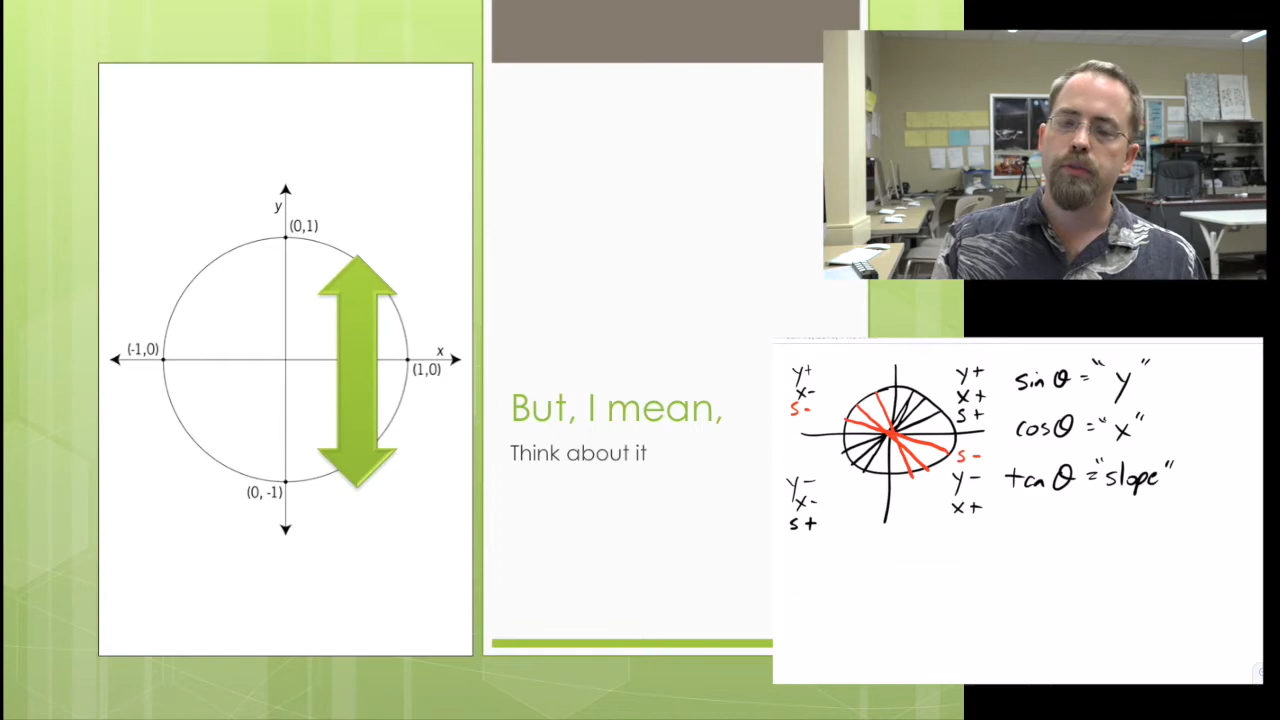 y
(0,1)
(-1,0)
x
(1,0)
(0, -1)
But, I mean,
Think about it
y+
x-
s-
y+
x+
s+
s-
y-
x+
y-
x-
s+
sin θ = "y"
cos θ = "x"
tan θ = "slope"